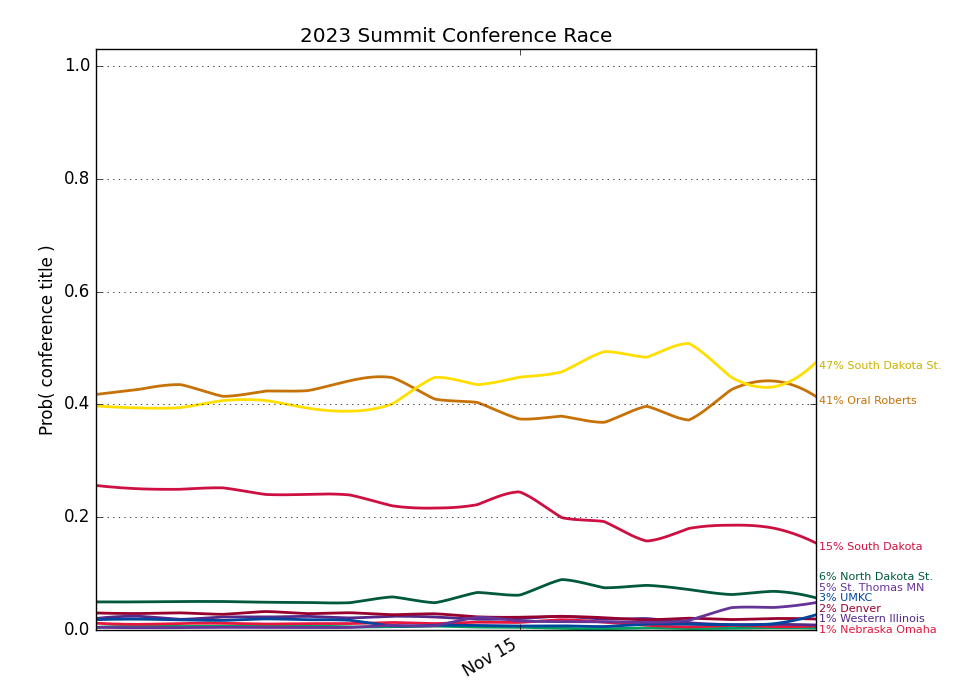 2023 Summit Conference Race
Prob( conference title )
1.0
0.8
0.6
0.4
0.2
0.0
Nov 15
47% South Dakota St.
41% Oral Roberts
15% South Dakota
6% North Dakota St.
5% St. Thomas MN
3% UMKC
2% Denver
1% Western Illinois
1% Nebraska Omaha